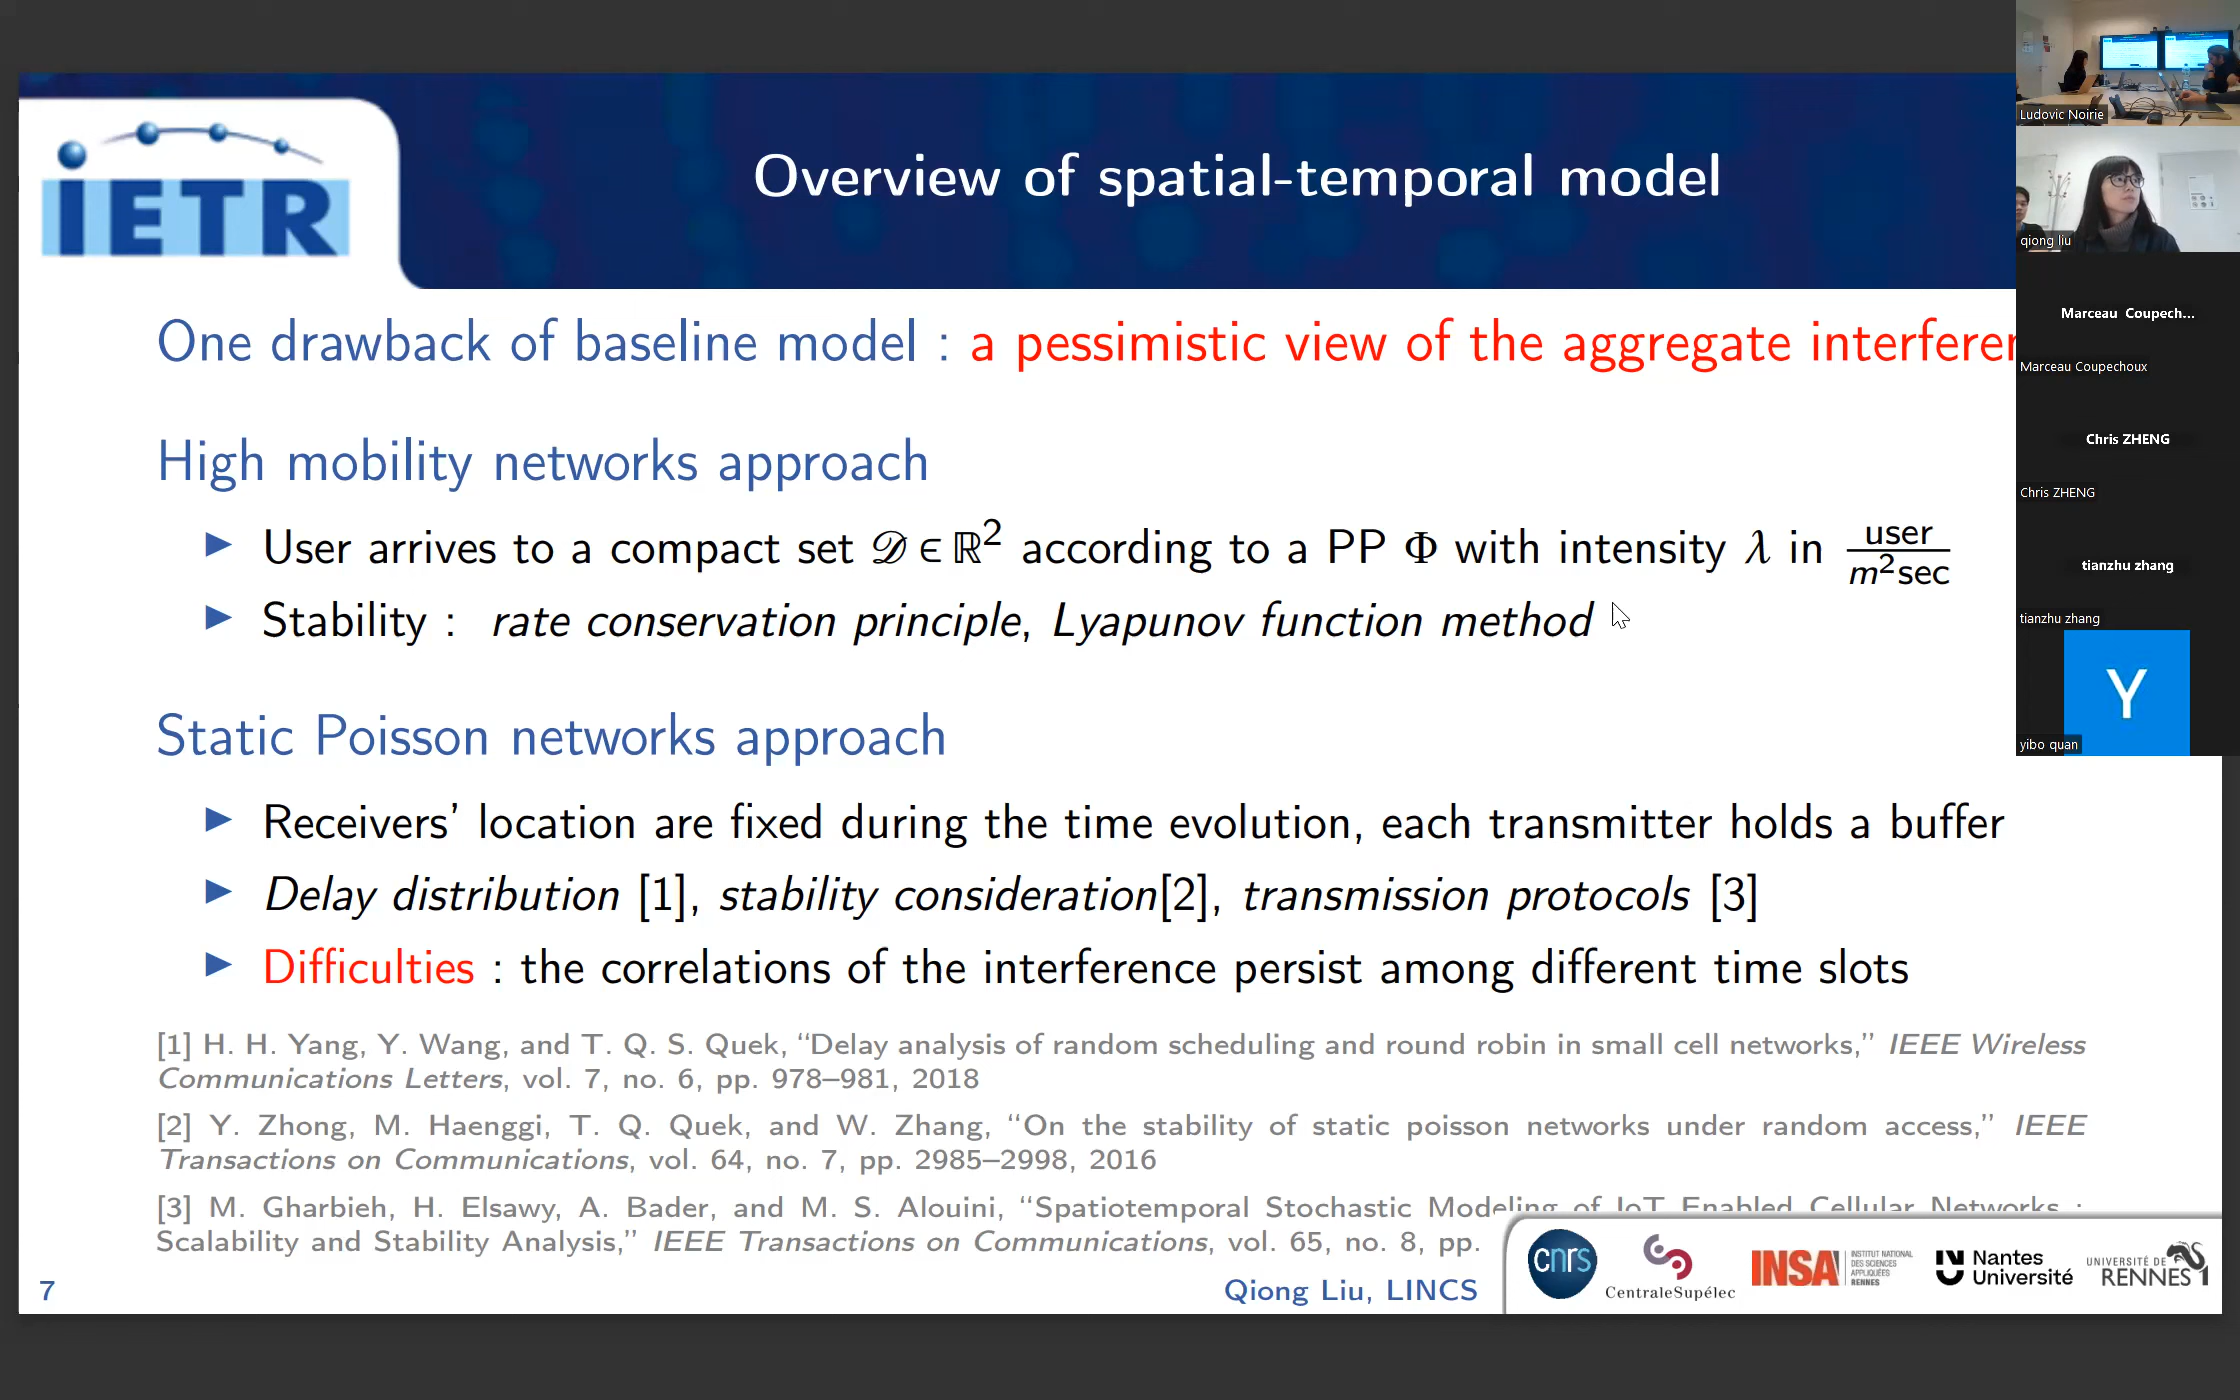 iETR
Overview of spatial-temporal model
One drawback of baseline model : a pessimistic view of the aggregate interferen
High mobility networks approach
User arrives to a compact set 𝒟 ∈ ℝ² according to a PP Φ with intensity λ in user/m²sec
Stability : rate conservation principle, Lyapunov function method
Static Poisson networks approach
Receivers' location are fixed during the time evolution, each transmitter holds a buffer
Delay distribution [1], stability consideration[2], transmission protocols [3]
Difficulties : the correlations of the interference persist among different time slots
[1] H. H. Yang, Y. Wang, and T. Q. S. Quek, “Delay analysis of random scheduling and round robin in small cell networks,” IEEE Wireless
Communications Letters, vol. 7, no. 6, pp. 978–981, 2018
[2] Y. Zhong, M. Haenggi, T. Q. Quek, and W. Zhang, “On the stability of static poisson networks under random access,” IEEE
Transactions on Communications, vol. 64, no. 7, pp. 2985–2998, 2016
[3] M. Gharbieh, H. Elsawy, A. Bader, and M. S. Alouini, “Spatiotemporal Stochastic Modeling of IoT Enabled Cellular Networks :
Scalability and Stability Analysis,” IEEE Transactions on Communications, vol. 65, no. 8, pp.
7
Qiong Liu, LINCS
cnrs
CentraleSupélec
INSA
INSTITUT NATIONAL
DES SCIENCES
APPLIQUÉES
RENNES
Nantes
Université
UNIVERSITÉ DE
RENNES 1
Ludovic Noirie
qiong liu
Marceau Coupech...
Marceau Coupechoux
Chris ZHENG
Chris ZHENG
tianzhu zhang
tianzhu zhang
Y
yibo quan